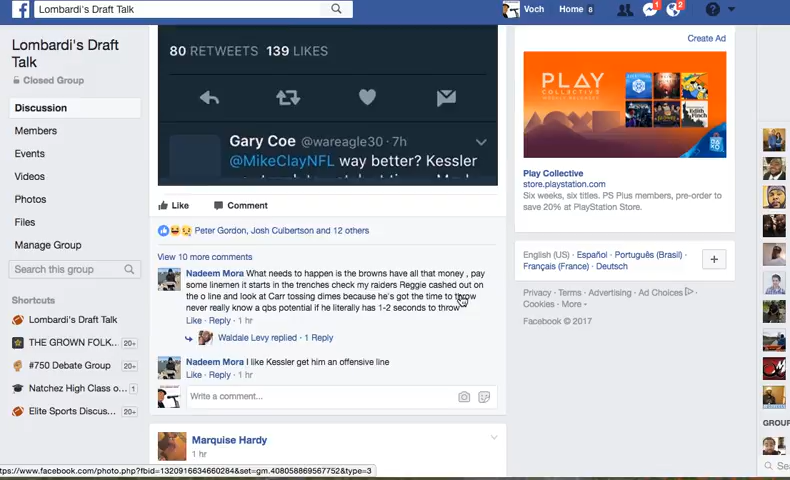 Lombardi's Draft Talk
Voch
Home 8
1
2
Lombardi's Draft
Talk
Closed Group
Discussion
Members
Events
Videos
Photos
Files
Manage Group
Search this group
Shortcuts
Lombardi's Draft Talk
THE GROWN FOLK... 20+
#750 Debate Group 20+
Natchez High Class o... 1
Elite Sports Discus... 20+
80 RETWEETS 139 LIKES
Gary Coe @wareagle30 · 7h
@MikeClayNFL way better? Kessler
Like Comment
Peter Gordon, Josh Culbertson and 12 others
View 10 more comments
Nadeem Mora What needs to happen is the browns have all that money , pay
some linemen it starts in the trenches check my raiders Reggie cashed out on
the o line and look at Carr tossing dimes because he's got the time to throw
never really know a qbs potential if he literally has 1-2 seconds to throw
Like · Reply · 1 hr
Waldale Levy replied · 1 Reply
Nadeem Mora I like Kessler get him an offensive line
Like · Reply · 1 hr
Write a comment...
Marquise Hardy
1 hr
Create Ad
PLAY
COLLECTIVE
Play Collective
store.playstation.com
Six weeks, six titles. PS Plus members, pre-order to
save 20% at PlayStation Store.
English (US) · Español · Português (Brasil) ·
Français (France) · Deutsch
Privacy · Terms · Advertising · Ad Choices ·
Cookies · More
Facebook © 2017
GROUP
Sea
ttps://www.facebook.com/photo.php?fbid=1320916634660284&set=gm.408058869567752&type=3